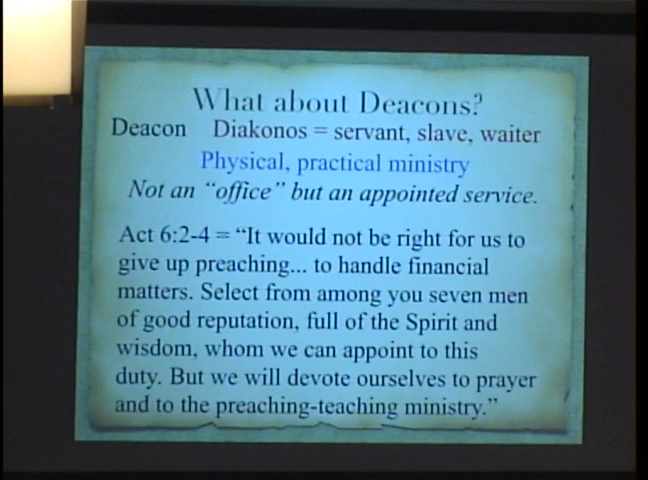 What about Deacons?
Deacon Diakonos = servant, slave, waiter
Physical, practical ministry
Not an "office" but an appointed service.
Act 6:2-4 = "It would not be right for us to
give up preaching... to handle financial
matters. Select from among you seven men
of good reputation, full of the Spirit and
wisdom, whom we can appoint to this
duty. But we will devote ourselves to prayer
and to the preaching-teaching ministry."